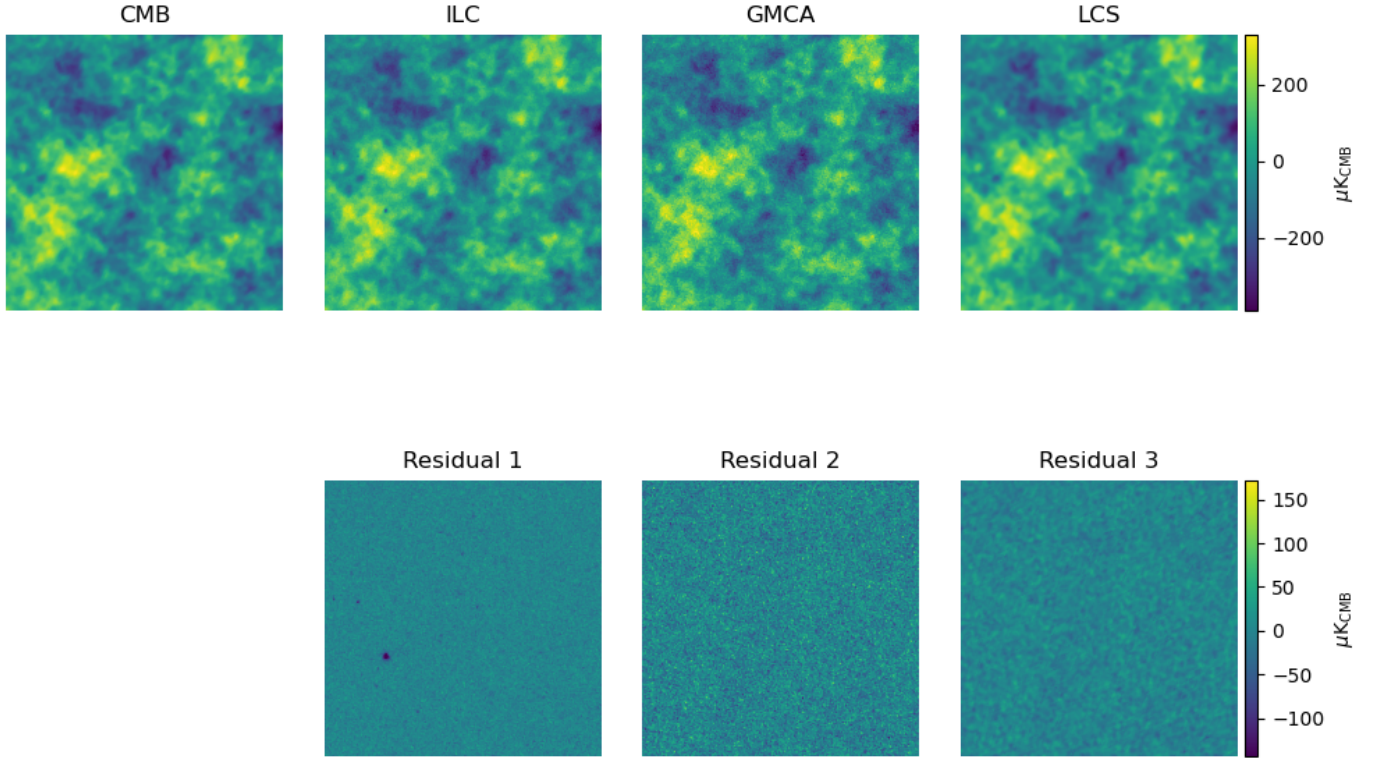 CMB
ILC
GMCA
LCS
200
0
−200
μK_CMB
Residual 1
Residual 2
Residual 3
150
100
50
0
−50
−100
μK_CMB